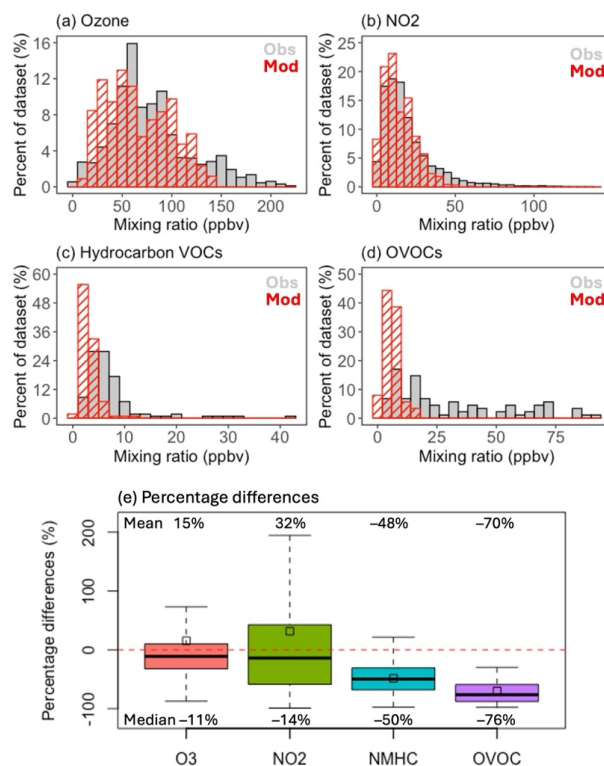 (a) Ozone
Percent of dataset (%)
16
12
8
4
0
Obs
Mod
0 50 100 150 200
Mixing ratio (ppbv)
(b) NO2
Percent of dataset (%)
25
20
15
10
5
0
Obs
Mod
0 50 100
Mixing ratio (ppbv)
(c) Hydrocarbon VOCs
Percent of dataset (%)
60
48
36
24
12
0
Obs
Mod
0 10 20 30 40
Mixing ratio (ppbv)
(d) OVOCs
Percent of dataset (%)
50
40
30
20
10
0
Obs
Mod
0 25 50 75
Mixing ratio (ppbv)
(e) Percentage differences
Percentage differences (%)
200
100
0
-100
Mean 15% 32% −48% −70%
Median −11% −14% −50% −76%
O3 NO2 NMHC OVOC